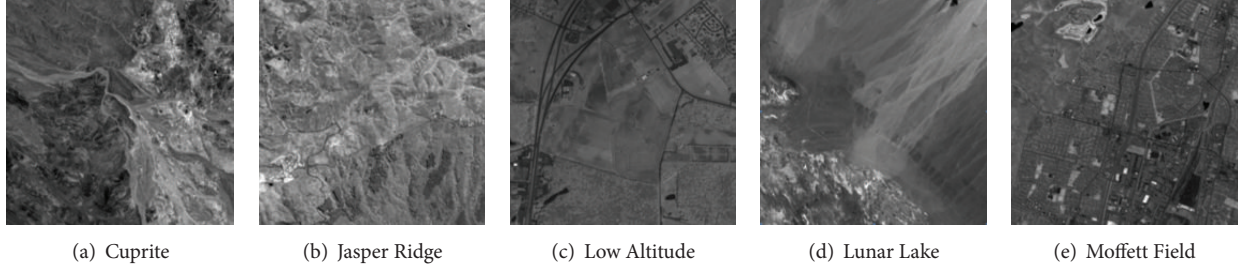 (a) Cuprite
(b) Jasper Ridge
(c) Low Altitude
(d) Lunar Lake
(e) Moffett Field